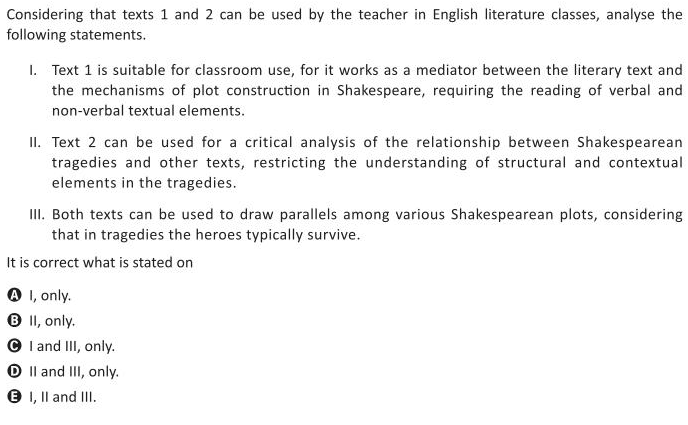 Considering that texts 1 and 2 can be used by the teacher in English literature classes, analyse the
following statements.
I. Text 1 is suitable for classroom use, for it works as a mediator between the literary text and
the mechanisms of plot construction in Shakespeare, requiring the reading of verbal and
non-verbal textual elements.
II. Text 2 can be used for a critical analysis of the relationship between Shakespearean
tragedies and other texts, restricting the understanding of structural and contextual
elements in the tragedies.
III. Both texts can be used to draw parallels among various Shakespearean plots, considering
that in tragedies the heroes typically survive.
It is correct what is stated on
A I, only.
B II, only.
C I and III, only.
D II and III, only.
E I, II and III.